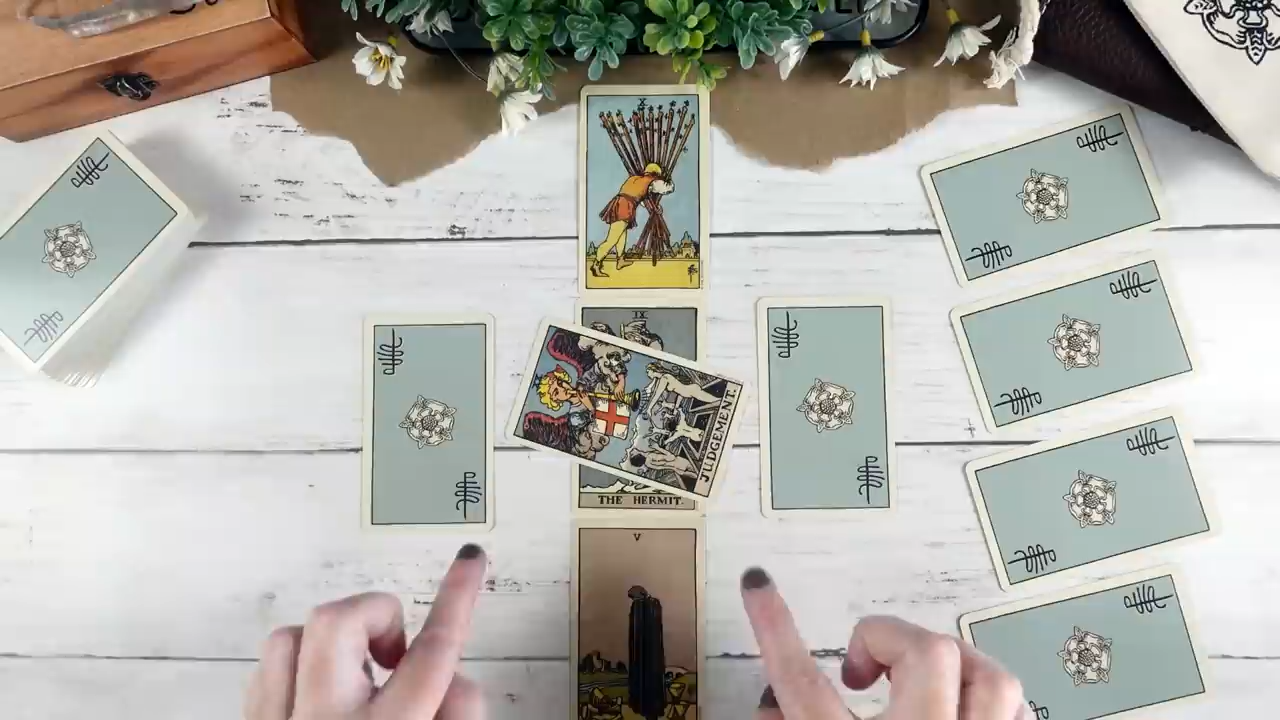 X
IX
JUDGEMENT.
THE HERMIT.
V